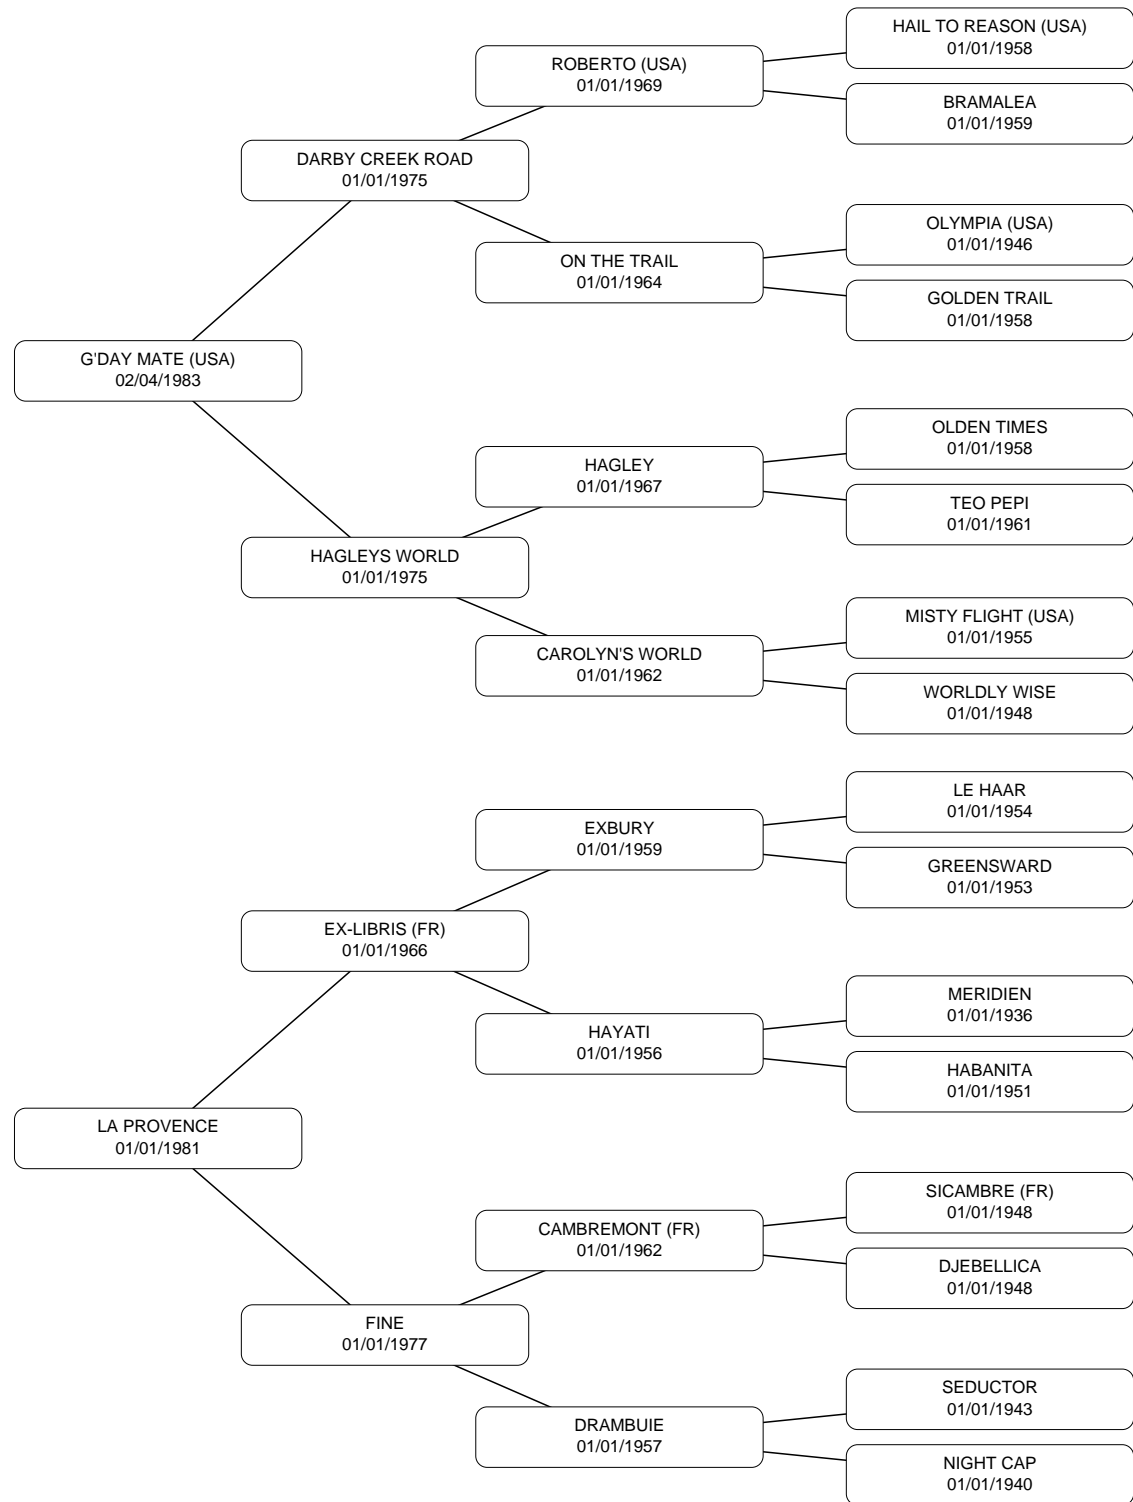 HAIL TO REASON (USA)
01/01/1958
ROBERTO (USA)
01/01/1969
BRAMALEA
01/01/1959
DARBY CREEK ROAD
01/01/1975
OLYMPIA (USA)
01/01/1946
ON THE TRAIL
01/01/1964
GOLDEN TRAIL
01/01/1958
G'DAY MATE (USA)
02/04/1983
OLDEN TIMES
01/01/1958
HAGLEY
01/01/1967
TEO PEPI
01/01/1961
HAGLEYS WORLD
01/01/1975
MISTY FLIGHT (USA)
01/01/1955
CAROLYN'S WORLD
01/01/1962
WORLDLY WISE
01/01/1948
LE HAAR
01/01/1954
EXBURY
01/01/1959
GREENSWARD
01/01/1953
EX-LIBRIS (FR)
01/01/1966
MERIDIEN
01/01/1936
HAYATI
01/01/1956
HABANITA
01/01/1951
LA PROVENCE
01/01/1981
SICAMBRE (FR)
01/01/1948
CAMBREMONT (FR)
01/01/1962
DJEBELLICA
01/01/1948
FINE
01/01/1977
SEDUCTOR
01/01/1943
DRAMBUIE
01/01/1957
NIGHT CAP
01/01/1940